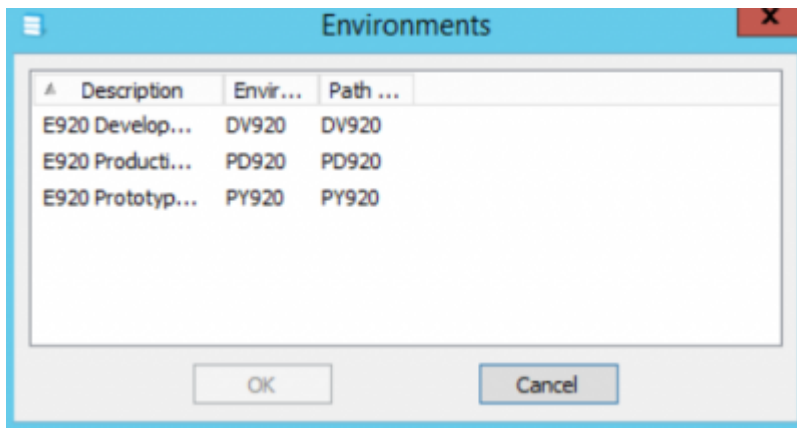 Environments
Description Envir... Path ...
E920 Develop... DV920 DV920
E920 Producti... PD920 PD920
E920 Prototyp... PY920 PY920
OK Cancel